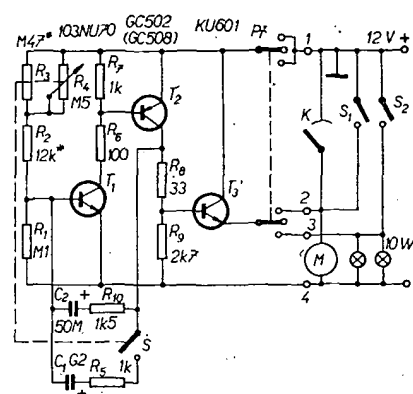 103NU70 GC502 KU601
(GC508)
M47*
R3
R4
M5
R7
1k
T2
Př
1
12 V +
K
S1
S2
R2
12k*
R6
100
T1
R8
33
T3
2
3
R1
M1
R9
2k7
M
10W
4
C2 + R10
50M 1k5
S
C1 G2 R5 1k
+
-